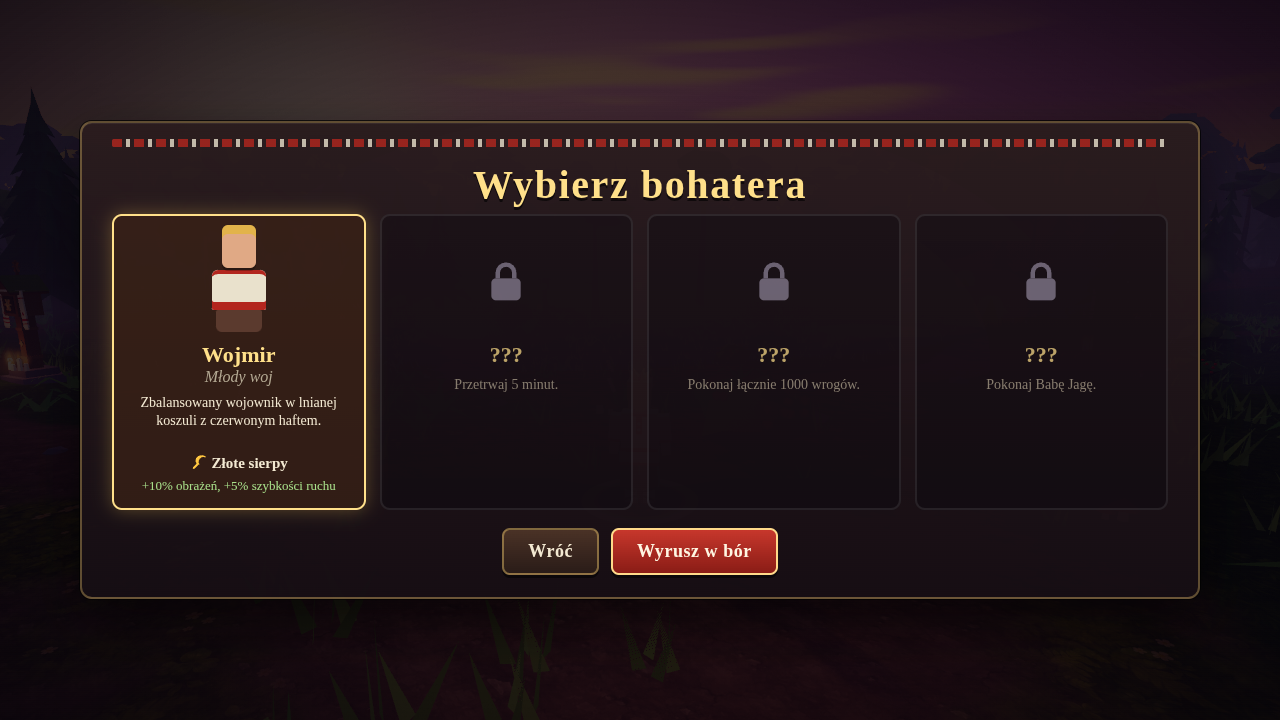 Wybierz bohatera
Wojmir
Młody woj
Zbalansowany wojownik w lnianej
koszuli z czerwonym haftem.
Złote sierpy
+10% obrażeń, +5% szybkości ruchu
???
Przetrwaj 5 minut.
???
Pokonaj łącznie 1000 wrogów.
???
Pokonaj Babę Jagę.
Wróć
Wyrusz w bór